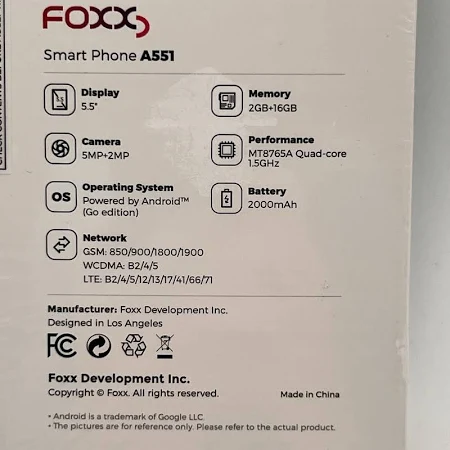 FOXX
Smart Phone A551
Display
5.5"
Memory
2GB+16GB
Camera
5MP+2MP
Performance
MT8765A Quad-core
1.5GHz
OS
Operating System
Powered by Android™
(Go edition)
Battery
2000mAh
Network
GSM: 850/900/1800/1900
WCDMA: B2/4/5
LTE: B2/4/5/12/13/17/41/66/71
Manufacturer: Foxx Development Inc.
Designed in Los Angeles
FC
Foxx Development Inc.
Copyright © Foxx. All rights reserved.
Made in China
• Android is a trademark of Google LLC.
• The pictures are for reference only. Please refer to the actual product.